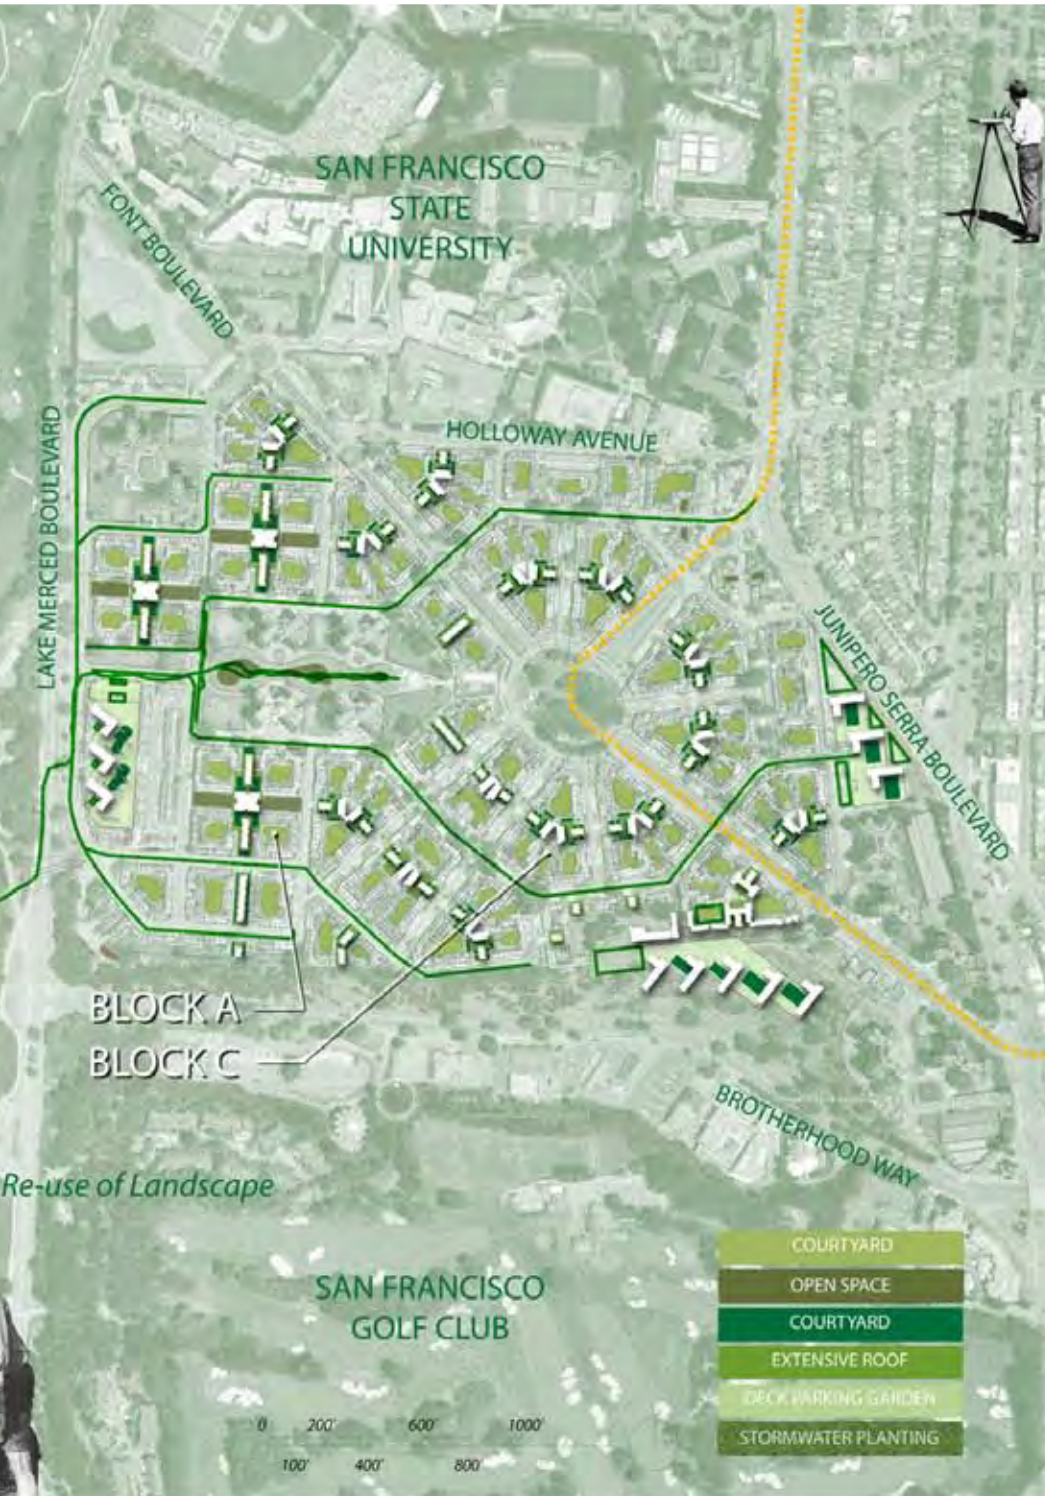 SAN FRANCISCO
STATE
UNIVERSITY
FONT BOULEVARD
HOLLOWAY AVENUE
LAKE MERCED BOULEVARD
JUNIPERO SERRA BOULEVARD
BLOCK A
BLOCK C
BROTHERHOOD WAY
Re-use of Landscape
SAN FRANCISCO
GOLF CLUB
COURTYARD
OPEN SPACE
COURTYARD
EXTENSIVE ROOF
DECK PARKING GARDEN
STORMWATER PLANTING
0 200' 600' 1000'
100' 400' 800'